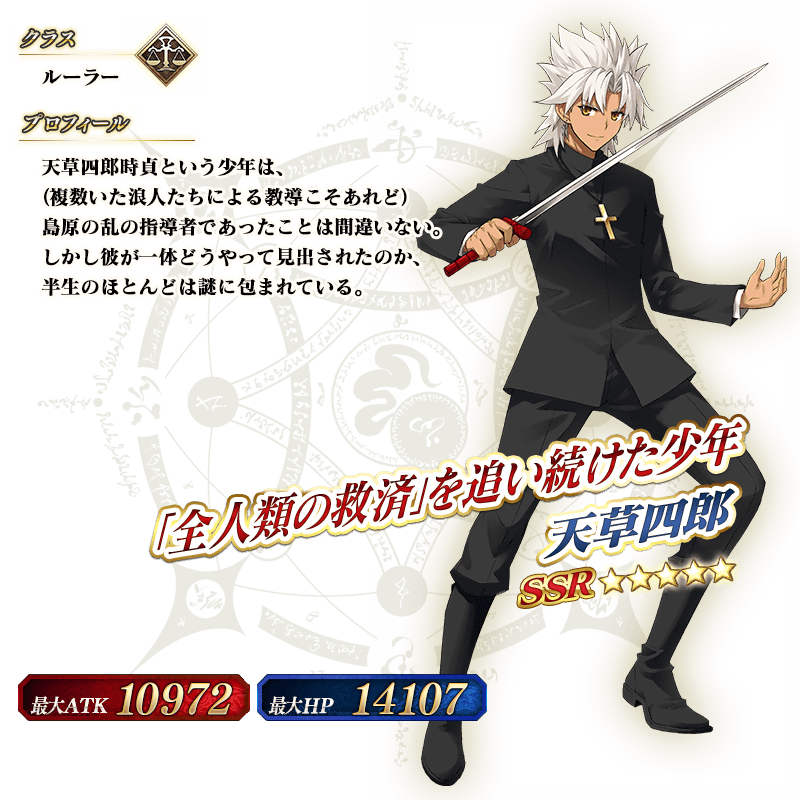 クラス
ルーラー
プロフィール
天草四郎時貞という少年は、
(複数いた浪人たちによる教導こそあれど)
島原の乱の指導者であったことは間違いない。
しかし彼が一体どうやって見出されたのか、
半生のほとんどは謎に包まれている。
「全人類の救済」を追い続けた少年
天草四郎
SSR ☆☆☆☆☆
最大ATK 10972
最大HP 14107